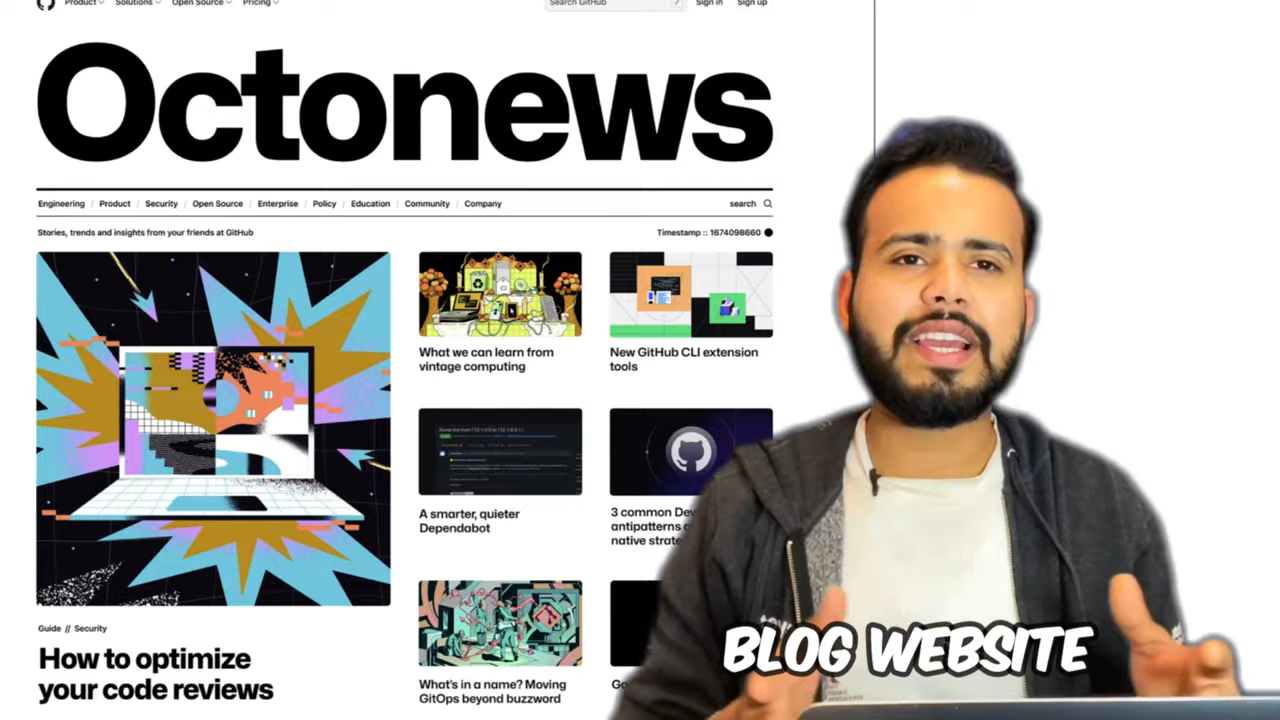 Product
Solutions
Open Source
Pricing
Search GitHub
/
Sign in
Sign up
Octonews
Engineering / Product / Security / Open Source / Enterprise / Policy / Education / Community / Company
search
Stories, trends and insights from your friends at GitHub
Timestamp :: 1674098660
What we can learn from
vintage computing
New GitHub CLI extension
tools
A smarter, quieter
Dependabot
3 common Dev
antipatterns
native strate
Guide // Security
How to optimize
your code reviews
What's in a name? Moving
GitOps beyond buzzword
BLOG WEBSITE